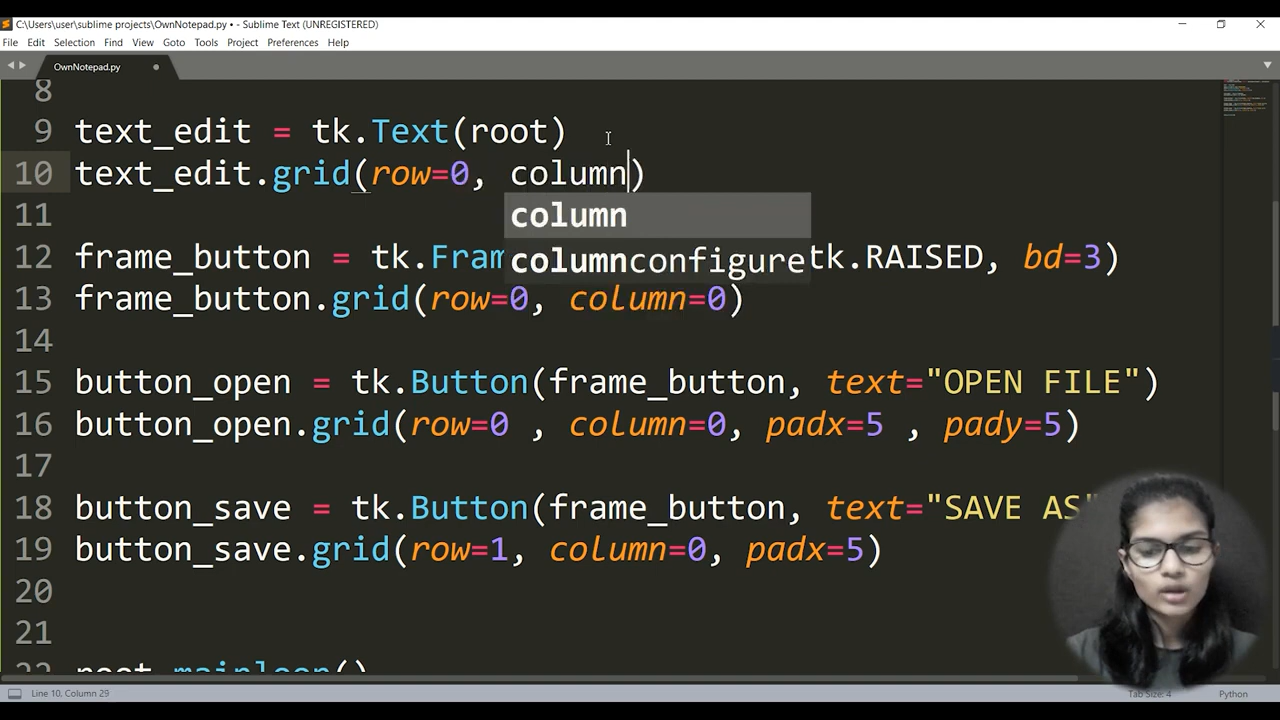 C:\Users\user\sublime projects\OwnNotepad.py • - Sublime Text (UNREGISTERED)
File Edit Selection Find View Goto Tools Project Preferences Help
OwnNotepad.py
8
9 text_edit = tk.Text(root)
10 text_edit.grid(row=0, column)
11 column
12 frame_button = tk.Fram columnconfigure tk.RAISED, bd=3)
13 frame_button.grid(row=0, column=0)
14
15 button_open = tk.Button(frame_button, text="OPEN FILE")
16 button_open.grid(row=0 , column=0, padx=5 , pady=5)
17
18 button_save = tk.Button(frame_button, text="SAVE AS"
19 button_save.grid(row=1, column=0, padx=5)
20
21
22 root.mainloop()
Line 10, Column 29 Tab Size: 4 Python